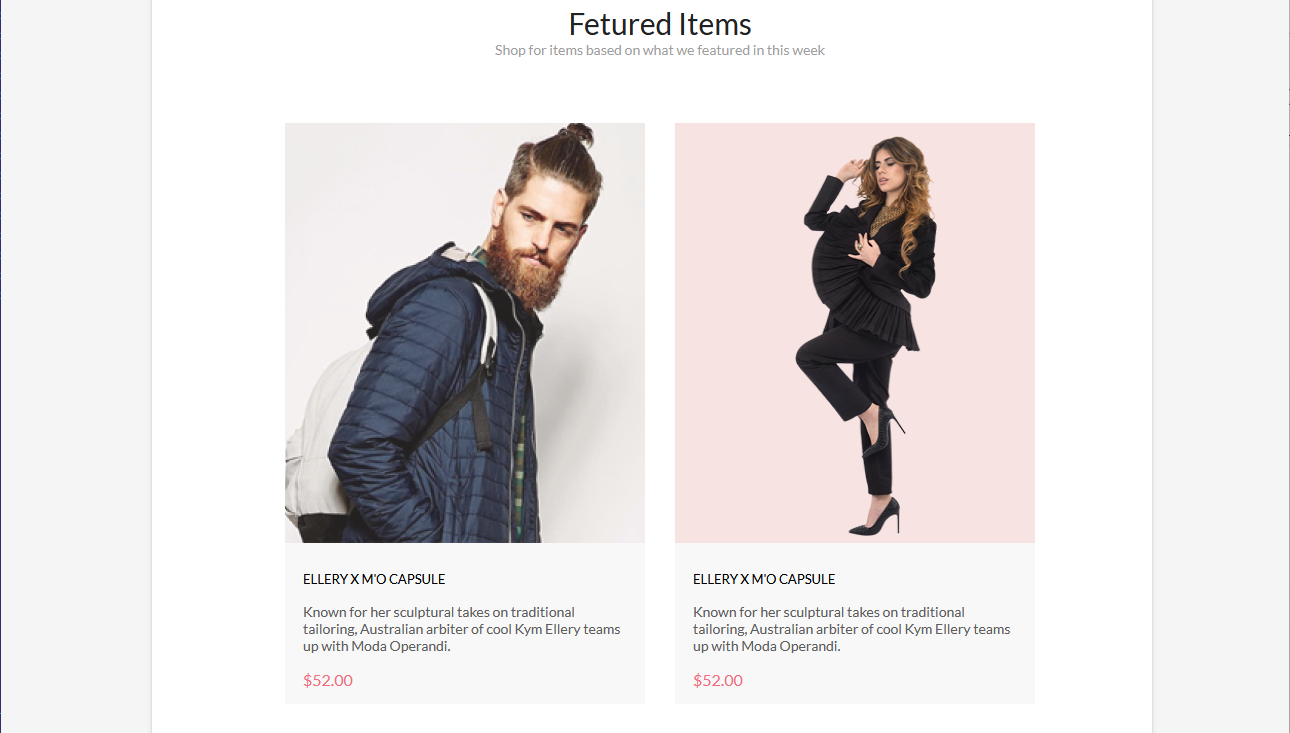 Fetured Items
Shop for items based on what we featured in this week
ELLERY X M'O CAPSULE
Known for her sculptural takes on traditional
tailoring, Australian arbiter of cool Kym Ellery teams
up with Moda Operandi.
$52.00
ELLERY X M'O CAPSULE
Known for her sculptural takes on traditional
tailoring, Australian arbiter of cool Kym Ellery teams
up with Moda Operandi.
$52.00